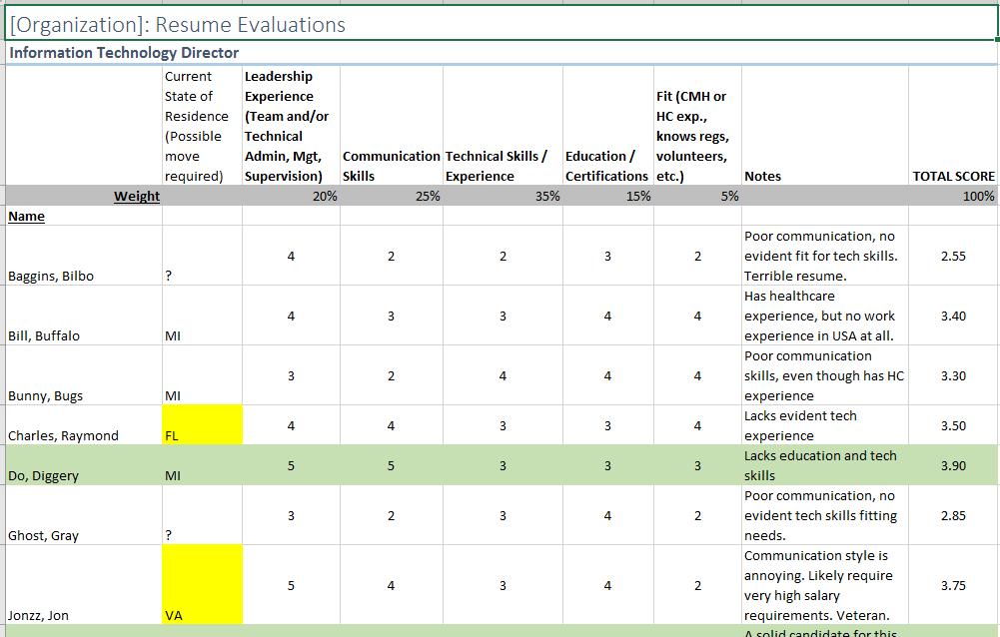 [Organization]: Resume Evaluations
Information Technology Director
Current
State of
Residence
(Possible
move
required)
Leadership
Experience
(Team and/or
Technical
Admin, Mgt,
Supervision)
Communication
Skills
Technical Skills /
Experience
Education /
Certifications
Fit (CMH or
HC exp.,
knows regs,
volunteers,
etc.)
Notes
TOTAL SCORE
Weight 20% 25% 35% 15% 5% 100%
Name
Baggins, Bilbo ? 4 2 2 3 2
Poor communication, no
evident fit for tech skills.
Terrible resume.
2.55
Bill, Buffalo MI 4 3 3 4 4
Has healthcare
experience, but no work
experience in USA at all.
3.40
Bunny, Bugs MI 3 2 4 4 4
Poor communication
skills, even though has HC
experience
3.30
Charles, Raymond FL 4 4 3 3 4
Lacks evident tech
experience
3.50
Do, Diggery MI 5 5 3 3 3
Lacks education and tech
skills
3.90
Ghost, Gray ? 3 2 3 4 2
Poor communication, no
evident tech skills fitting
needs.
2.85
Jonzz, Jon VA 5 4 3 4 2
Communication style is
annoying. Likely require
very high salary
requirements. Veteran.
3.75
A solid candidate for this